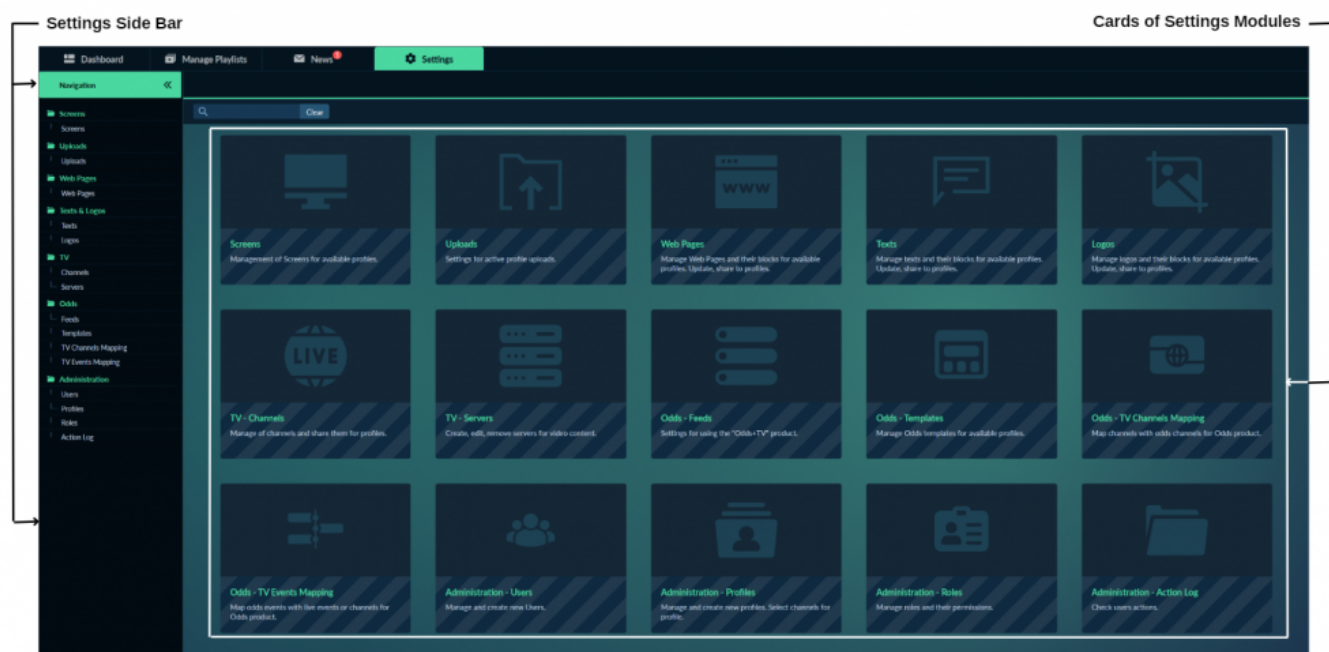 Settings Side Bar
Cards of Settings Modules
Dashboard
Manage Playlists
News
Settings
Navigation
Clear
Screens
Screens
Uploads
Uploads
Web Pages
Web Pages
Texts & Logos
Texts
Logos
TV
Channels
Servers
Odds
Feeds
Templates
TV Channels Mapping
TV Events Mapping
Administration
Users
Profiles
Roles
Action Log
Screens
Management of Screens for available profiles.
Uploads
Settings for active profile uploads.
WWW
Web Pages
Manage Web Pages and their blocks for available
profiles. Update, share to profiles.
Texts
Manage texts and their blocks for available profiles.
Update, share to profiles.
Logos
Manage logos and their blocks for available profiles.
Update, share to profiles.
LIVE
TV - Channels
Manage of channels and share them for profiles.
TV - Servers
Create, edit, remove servers for video content.
Odds - Feeds
Settings for using the "Odds+TV" product.
Odds - Templates
Manage Odds templates for available profiles.
Odds - TV Channels Mapping
Map channels with odds channels for Odds product.
Odds - TV Events Mapping
Map odds events with live events or channels for
Odds product.
Administration - Users
Manage and create new Users.
Administration - Profiles
Manage and create new profiles. Select channels for
profile.
Administration - Roles
Manage roles and their permissions.
Administration - Action Log
Check users actions.